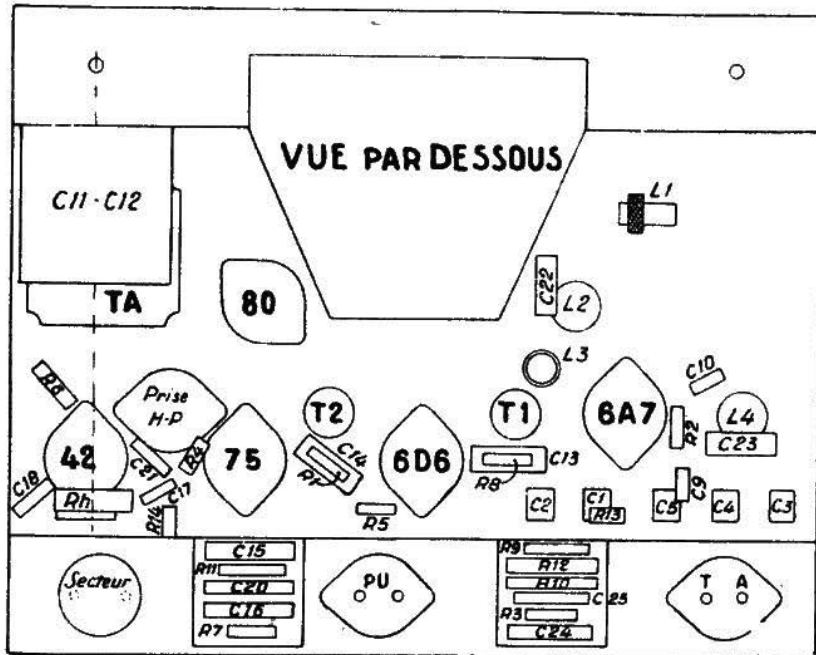 VUE PAR DESSOUS
C11 - C12
L1
TA
80
C22
L2
L3
C10
R6
Prise
H-P
T2
T1
6A7
R2
L4
C23
42
C21
R4
75
C14
R1
6D6
C13
R8
C18
Rh
C17
R14
R5
C2
C1
R13
C5
C9
C4
C3
Secteur
C15
R11
C20
C16
R7
PU
R9
R12
R10
C25
R3
C24
T A